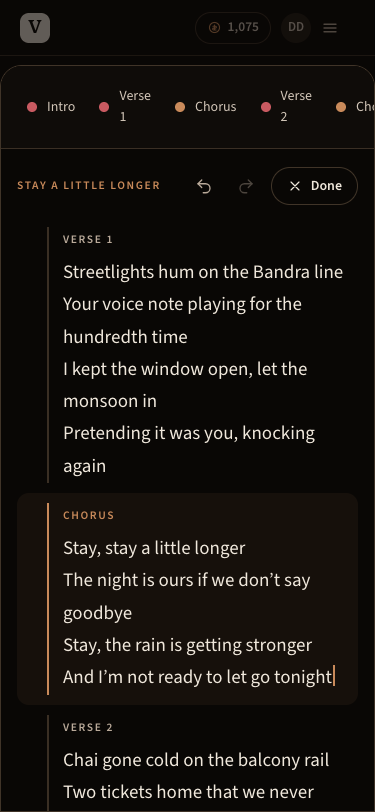 V
1,075
DD
Intro
Verse 1
Chorus
Verse 2
STAY A LITTLE LONGER
Done
VERSE 1
Streetlights hum on the Bandra line
Your voice note playing for the
hundredth time
I kept the window open, let the
monsoon in
Pretending it was you, knocking
again
CHORUS
Stay, stay a little longer
The night is ours if we don’t say
goodbye
Stay, the rain is getting stronger
And I’m not ready to let go tonight
VERSE 2
Chai gone cold on the balcony rail
Two tickets home that we never